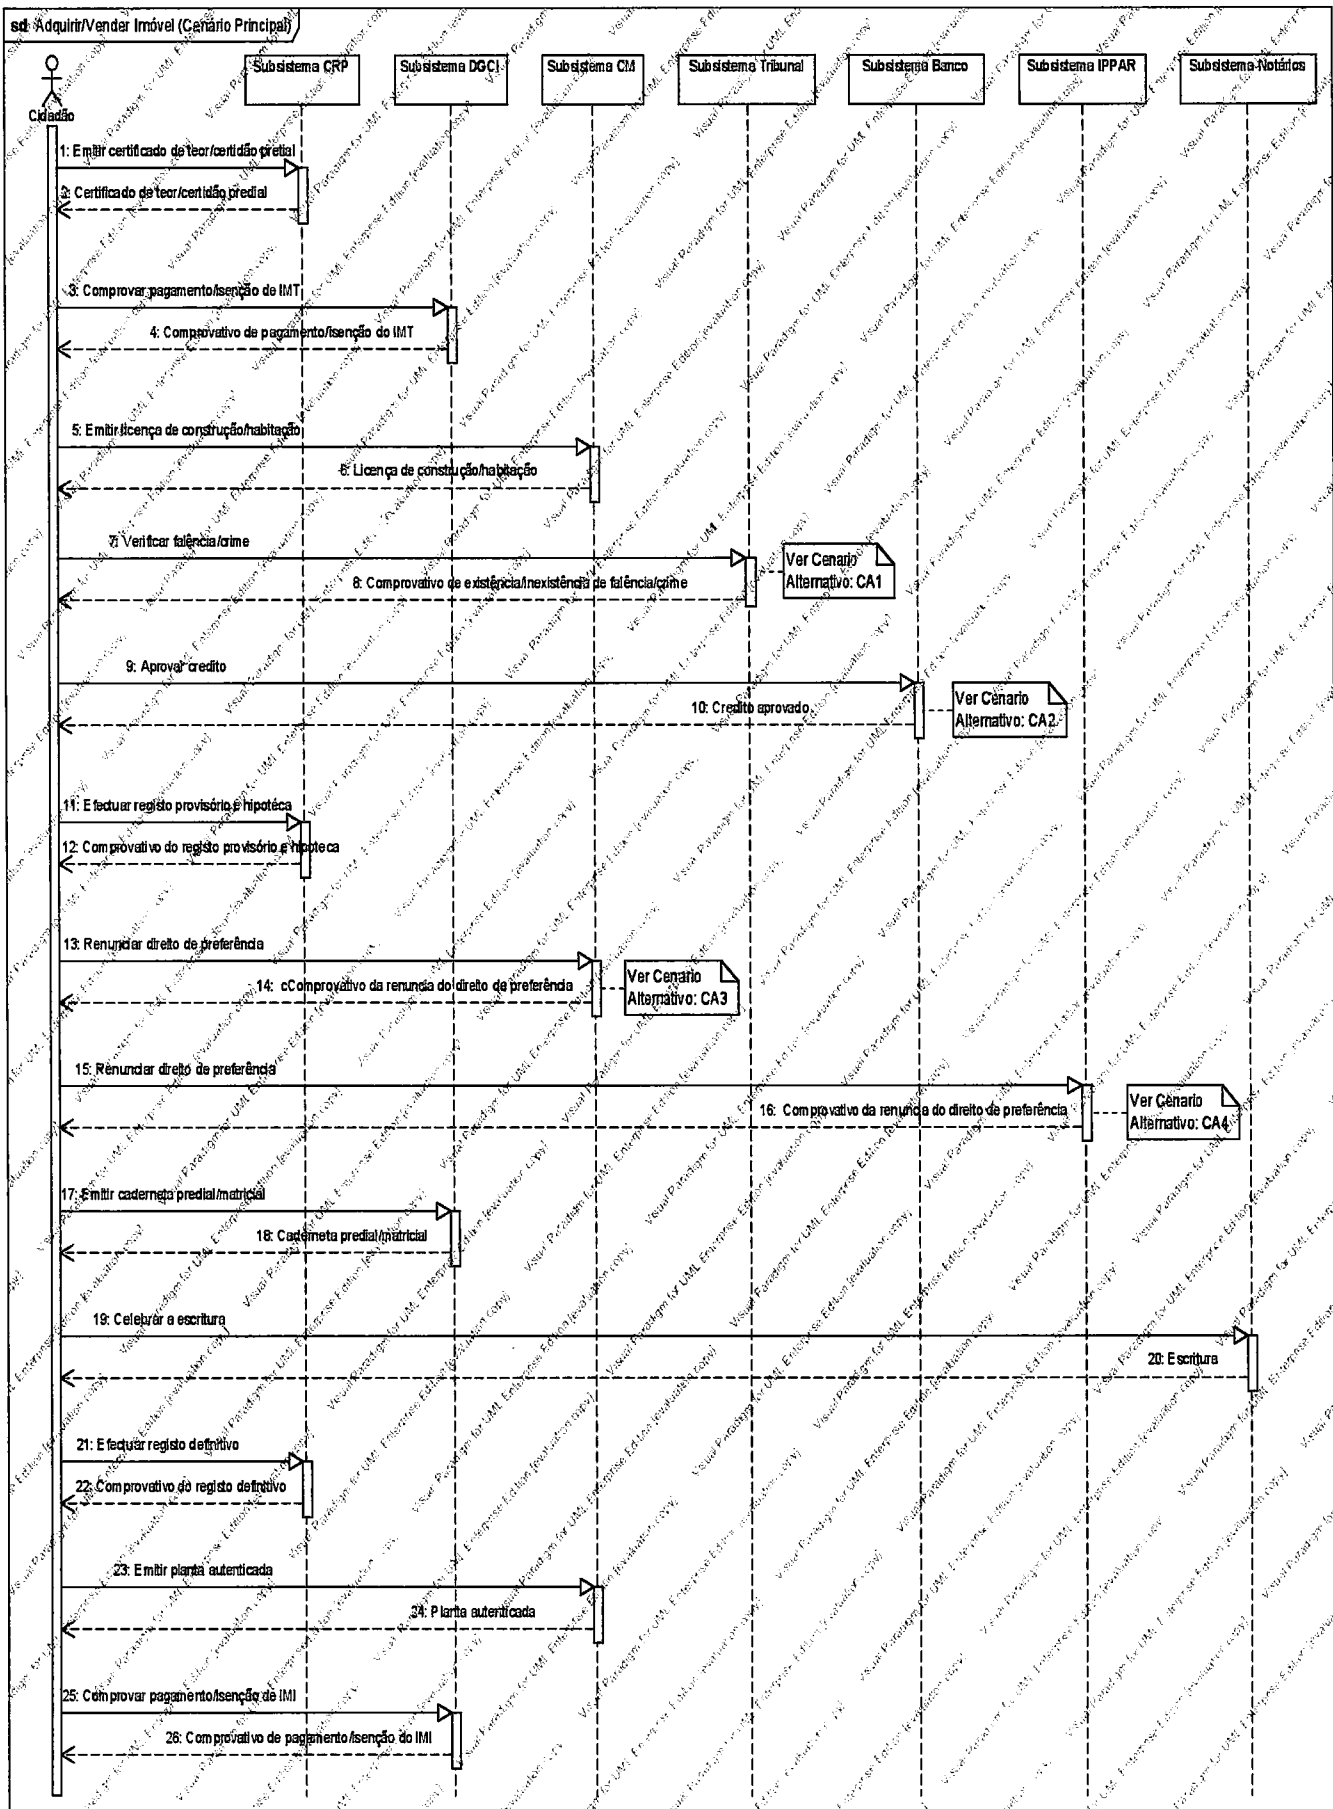 sd Adquirir/Vender Imóvel (Cenário Principal)
Cidadão
Subsistema CRP
Subsistema DGCI
Subsistema CM
Subsistema Tribunal
Subsistema Banco
Subsistema IPPAR
Subsistema Notários
1: Emitir certificado de teor/certidão predial
2: Certificado de teor/certidão predial
3: Comprovar pagamento/isenção de IMT
4: Comprovativo de pagamento/isenção do IMT
5: Emitir licença de construção/habitação
6: Licença de construção/habitação
7: Verificar falência/crime
8: Comprovativo de existência/inexistência de falência/crime
Ver Cenario
Alternativo: CA1
9: Aprovar credito
10: Credito aprovado
Ver Cenario
Alternativo: CA2
11: Efectuar registo provisório e hipotéca
12: Comprovativo do registo provisório e hipoteca
13: Renunciar direito de preferência
14: cComprovativo da renuncia do direito de preferência
Ver Cenario
Alternativo: CA3
15: Renunciar direito de preferência
16: Comprovativo da renuncia do direito de preferência
Ver Cenario
Alternativo: CA4
17: Emitir caderneta predial/matricial
18: Caderneta predial/matricial
19: Celebrar a escritura
20: Escritura
21: Efectuar registo definitivo
22: Comprovativo do registo definitivo
23: Emitir planta autenticada
24: Planta autenticada
25: Comprovar pagamento/isenção de IMI
26: Comprovativo de pagamento/isenção do IMI
Visual Paradigm for UML Enterprise Edition [evaluation copy]